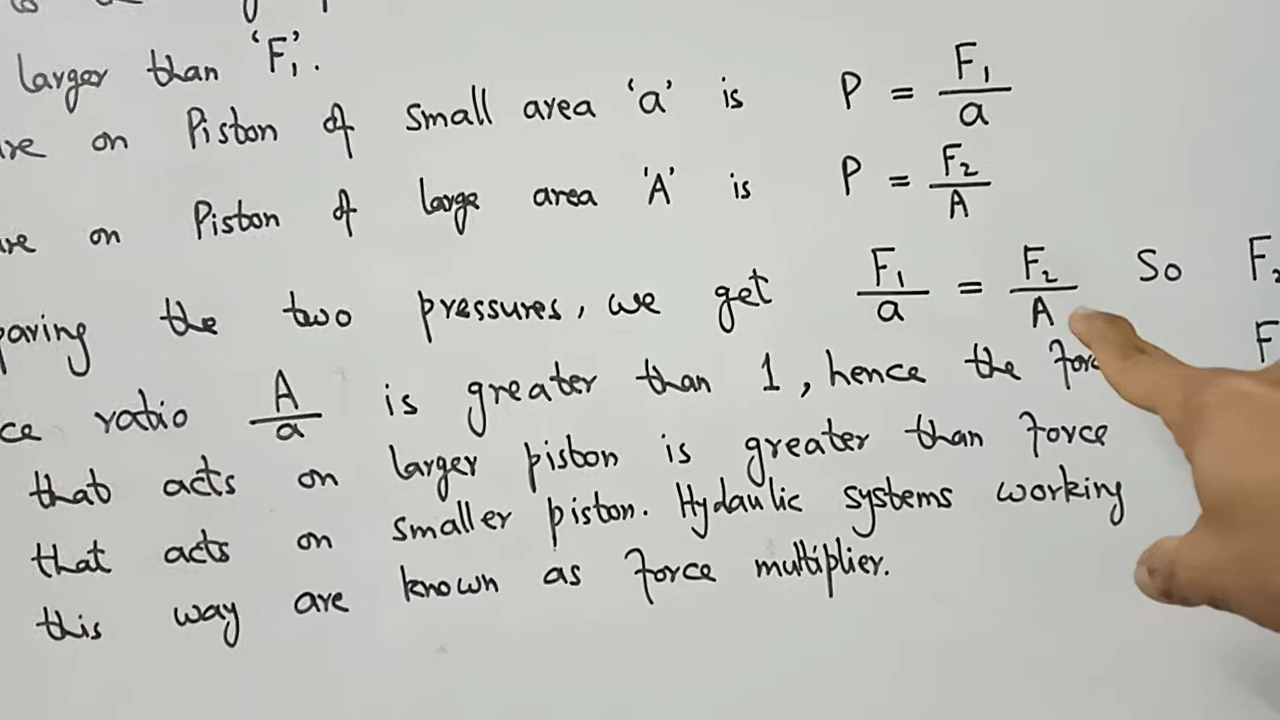 larger than 'F₁'.
on Piston of small area 'a' is P = F₁/a
on Piston of large area 'A' is P = F₂/A
the two pressures, we get F₁/a = F₂/A So F₂
ratio A/a is greater than 1, hence the F
that acts on larger piston is greater than force
that acts on smaller piston. Hydaulic systems working
this way are known as force multiplier.